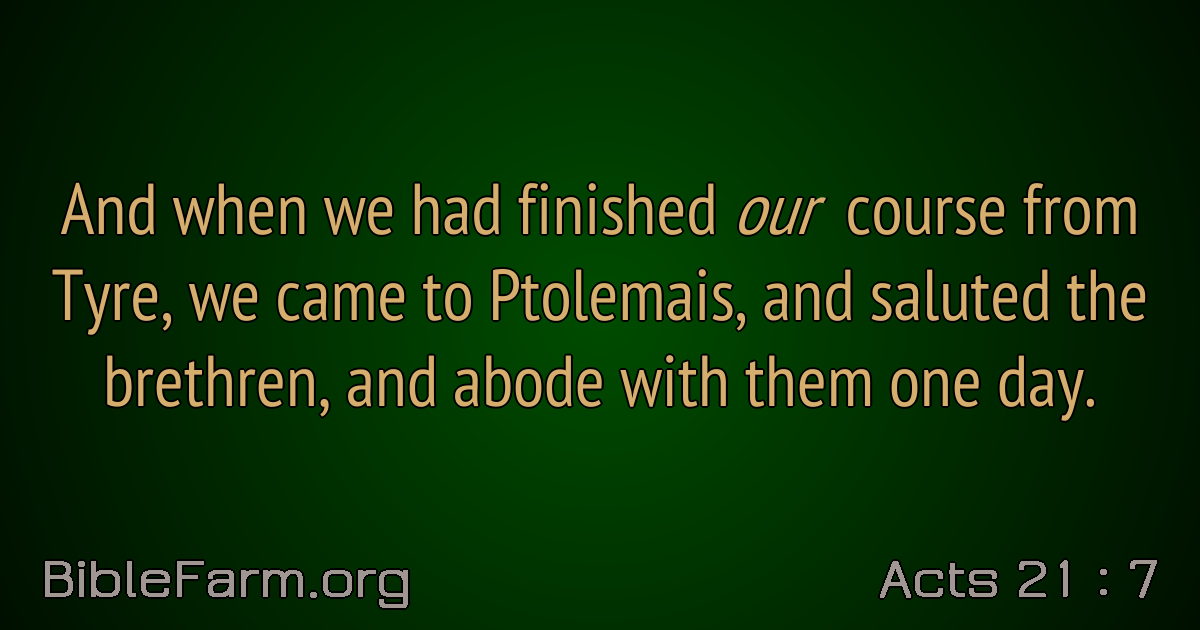 And when we had finished our course from
Tyre, we came to Ptolemais, and saluted the
brethren, and abode with them one day.
BibleFarm.org
Acts 21 : 7